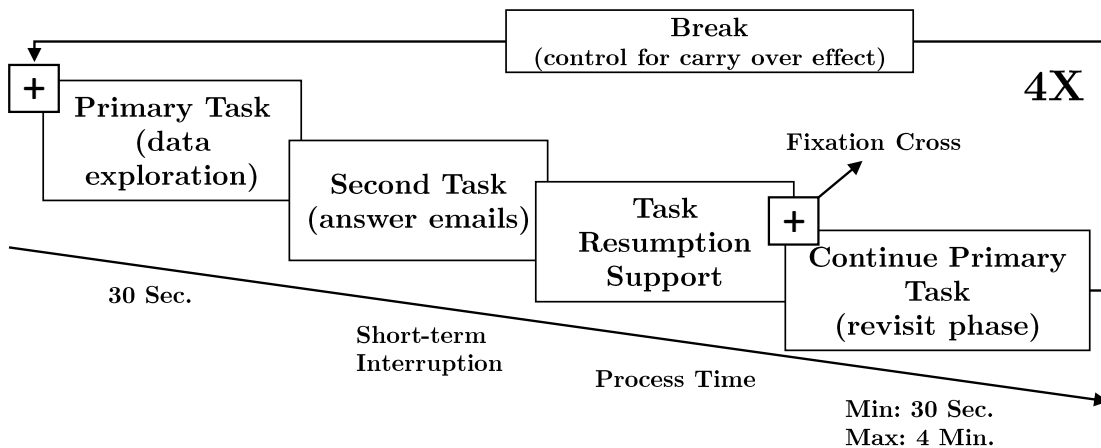 Break
(control for carry over effect)
4X
+
Primary Task
(data
exploration)
Fixation Cross
Second Task
(answer emails)
Task
Resumption
Support
+
Continue Primary
Task
(revisit phase)
30 Sec.
Short-term
Interruption
Process Time
Min: 30 Sec.
Max: 4 Min.